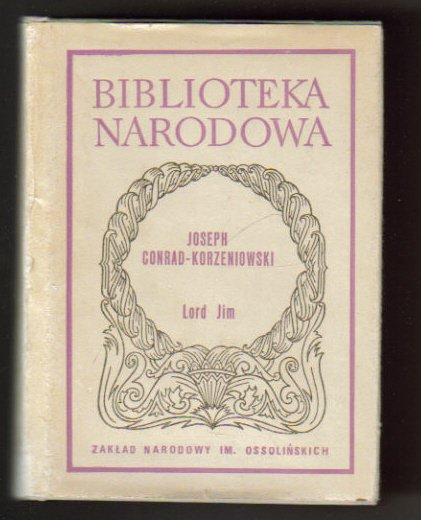 BIBLIOTEKA
NARODOWA
JOSEPH
CONRAD-KORZENIOWSKI
Lord Jim
ZAKŁAD NARODOWY IM. OSSOLIŃSKICH